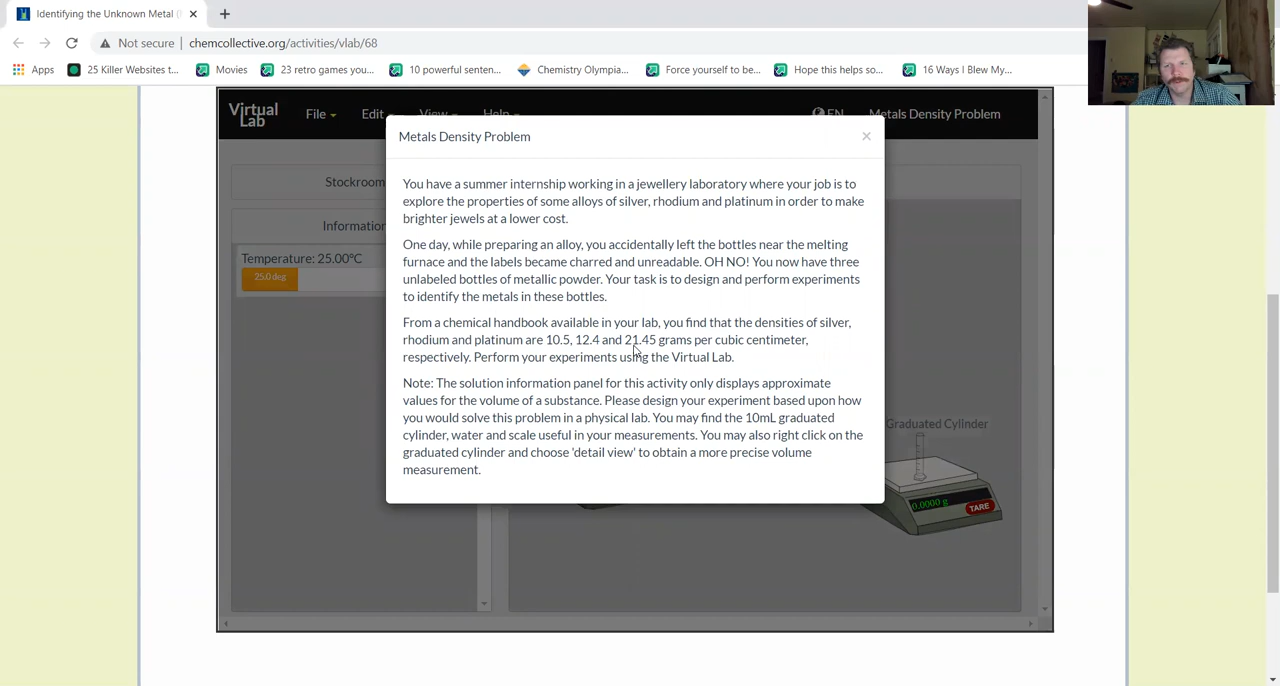 Identifying the Unknown Metal (
Not secure chemcollective.org/activities/vlab/68
Apps 25 Killer Websites t... Movies 23 retro games you... 10 powerful senten... Chemistry Olympia... Force yourself to be... Hope this helps so... 16 Ways I Blew My...
Virtual Lab File Edit View Help EN Metals Density Problem
Metals Density Problem ×
Stockroom
Information
Temperature: 25.00°C
25.0 deg
You have a summer internship working in a jewellery laboratory where your job is to
explore the properties of some alloys of silver, rhodium and platinum in order to make
brighter jewels at a lower cost.
One day, while preparing an alloy, you accidentally left the bottles near the melting
furnace and the labels became charred and unreadable. OH NO! You now have three
unlabeled bottles of metallic powder. Your task is to design and perform experiments
to identify the metals in these bottles.
From a chemical handbook available in your lab, you find that the densities of silver,
rhodium and platinum are 10.5, 12.4 and 21.45 grams per cubic centimeter,
respectively. Perform your experiments using the Virtual Lab.
Note: The solution information panel for this activity only displays approximate
values for the volume of a substance. Please design your experiment based upon how
you would solve this problem in a physical lab. You may find the 10mL graduated
cylinder, water and scale useful in your measurements. You may also right click on the
graduated cylinder and choose 'detail view' to obtain a more precise volume
measurement.
Graduated Cylinder
0.0000 g
TARE